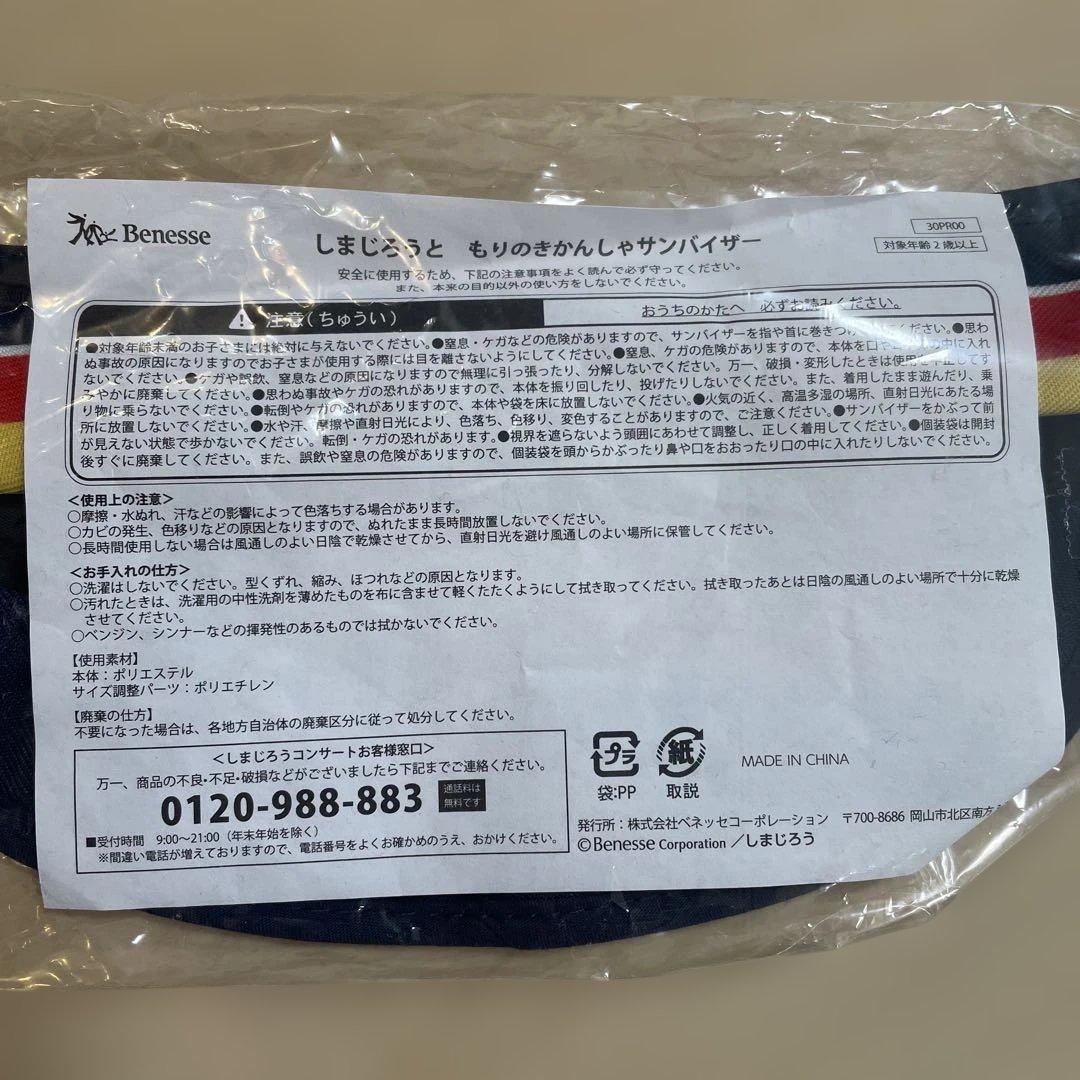 Benesse
しまじろうと もりのきかんしゃサンバイザー
30PR00
対象年齢2歳以上
安全に使用するため、下記の注意事項をよく読んで必ず守ってください。
また、本来の目的以外の使い方をしないでください。
注意(ちゅうい)
おうちのかたへ 必ずお読みください。
●対象年齢未満のお子さまには絶対に与えないでください。●窒息・ケガなどの危険がありますので、サンバイザーを指や首に巻きつけ ください。●思わ
ぬ事故の原因になりますのでお子さまが使用する際には目を離さないようにしてください。●窒息、ケガの危険がありますので、本体を口や の中に入れ
ないでください。●ケガや誤飲、窒息などの原因になりますので無理に引っ張ったり、分解しないでください。万一、破損・変形したときは使用を中止してす
みやかに廃棄してください。●思わぬ事故やケガの恐れがありますので、本体を振り回したり、投げたりしないでください。また、着用したまま遊んだり、乗
り物に乗らないでください。●転倒やケガの恐れがありますので、本体や袋を床に放置しないでください。●火気の近く、高温多湿の場所、直射日光にあたる場
所に放置しないでください。●水や汗、摩擦や直射日光により、色落ち、色移り、変色することがありますので、ご注意ください。●サンバイザーをかぶって前
が見えない状態で歩かないでください。転倒・ケガの恐れがあります。●視界を遮らないよう頭囲にあわせて調整し、正しく着用してください。●個装袋は開封
後すぐに廃棄してください。また、誤飲や窒息の危険がありますので、個装袋を頭からかぶったり鼻や口をおおったり口の中に入れたりしないでください。
<使用上の注意>
○摩擦・水ぬれ、汗などの影響によって色落ちする場合があります。
○カビの発生、色移りなどの原因となりますので、ぬれたまま長時間放置しないでください。
○長時間使用しない場合は風通しのよい日陰で乾燥させてから、直射日光を避け風通しのよい場所に保管してください。
<お手入れの仕方>
○洗濯はしないでください。型くずれ、縮み、ほつれなどの原因となります。
○汚れたときは、洗濯用の中性洗剤を薄めたものを布に含ませて軽くたたくようにして拭き取ってください。拭き取ったあとは日陰の風通しのよい場所で十分に乾燥
させてください。
○ベンジン、シンナーなどの揮発性のあるものでは拭かないでください。
【使用素材】
本体：ポリエステル
サイズ調整パーツ：ポリエチレン
【廃棄の仕方】
不要になった場合は、各地方自治体の廃棄区分に従って処分してください。
<しまじろうコンサートお客様窓口>
万一、商品の不良・不足・破損などがございましたら下記までご連絡ください。
0120-988-883
通話料は
無料です
■受付時間 9:00〜21:00（年末年始を除く）
※間違い電話が増えておりますので、電話番号をよくお確かめのうえ、おかけください。
プラ
袋:PP
紙
取説
MADE IN CHINA
発行所：株式会社ベネッセコーポレーション 〒700-8686 岡山市北区南方
©Benesse Corporation／しまじろう